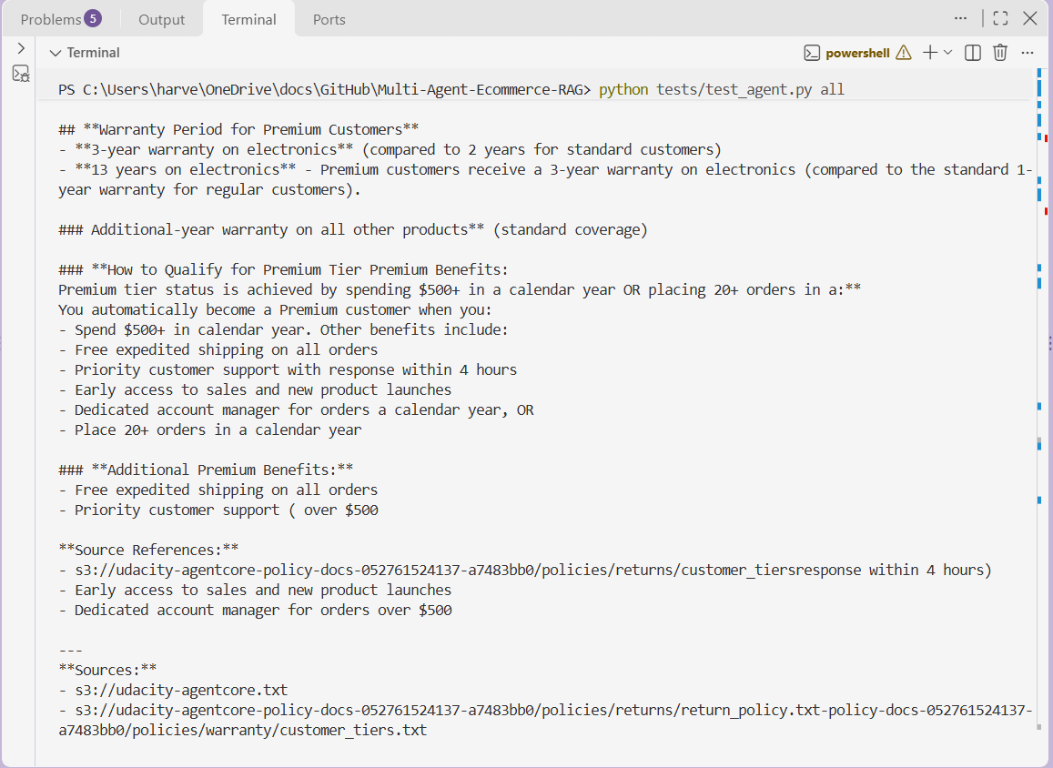 Problems 5 Output Terminal Ports
Terminal powershell
PS C:\Users\harve\OneDrive\docs\GitHub\Multi-Agent-Ecommerce-RAG> python tests/test_agent.py all
## **Warranty Period for Premium Customers**
- **3-year warranty on electronics** (compared to 2 years for standard customers)
- **13 years on electronics** - Premium customers receive a 3-year warranty on electronics (compared to the standard 1-
year warranty for regular customers).
### Additional-year warranty on all other products** (standard coverage)
### **How to Qualify for Premium Tier Premium Benefits:
Premium tier status is achieved by spending $500+ in a calendar year OR placing 20+ orders in a:**
You automatically become a Premium customer when you:
- Spend $500+ in calendar year. Other benefits include:
- Free expedited shipping on all orders
- Priority customer support with response within 4 hours
- Early access to sales and new product launches
- Dedicated account manager for orders a calendar year, OR
- Place 20+ orders in a calendar year
### **Additional Premium Benefits:**
- Free expedited shipping on all orders
- Priority customer support ( over $500
**Source References:**
- s3://udacity-agentcore-policy-docs-052761524137-a7483bb0/policies/returns/customer_tiersresponse within 4 hours)
- Early access to sales and new product launches
- Dedicated account manager for orders over $500
---
**Sources:**
- s3://udacity-agentcore.txt
- s3://udacity-agentcore-policy-docs-052761524137-a7483bb0/policies/returns/return_policy.txt-policy-docs-052761524137-
a7483bb0/policies/warranty/customer_tiers.txt